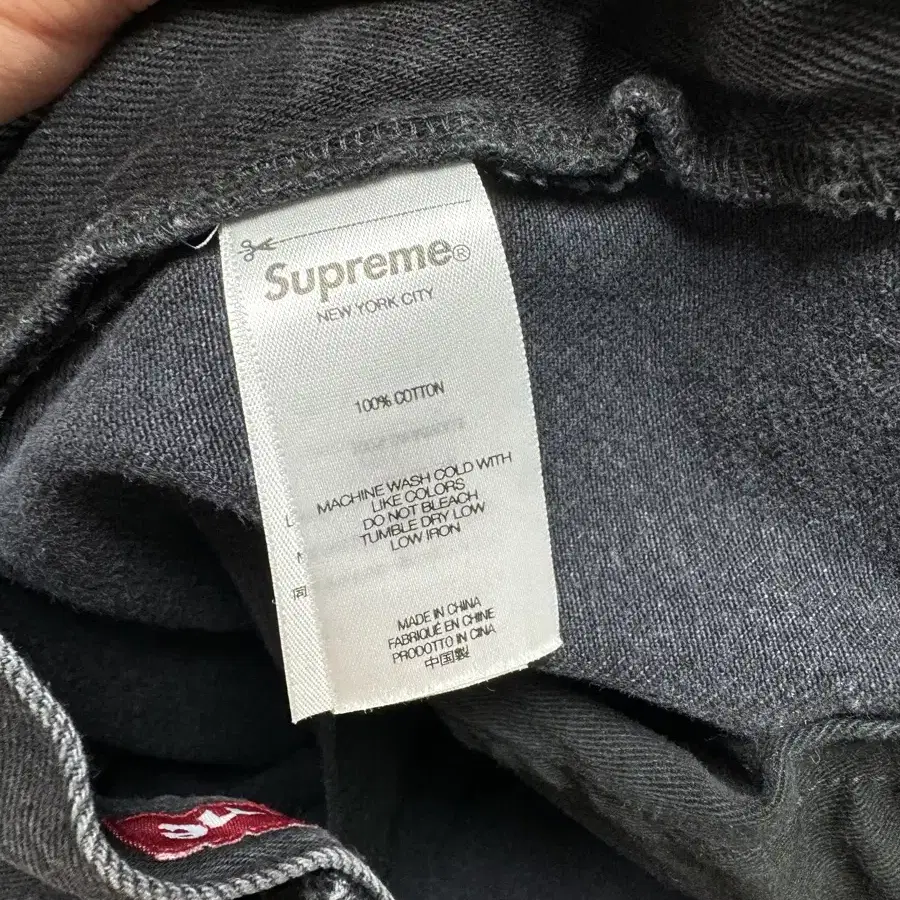 Supreme®
NEW YORK CITY
100% COTTON
MACHINE WASH COLD WITH
LIKE COLORS
DO NOT BLEACH
TUMBLE DRY LOW
LOW IRON
MADE IN CHINA
FABRIQUÉ EN CHINE
PRODOTTO IN CINA
中国製